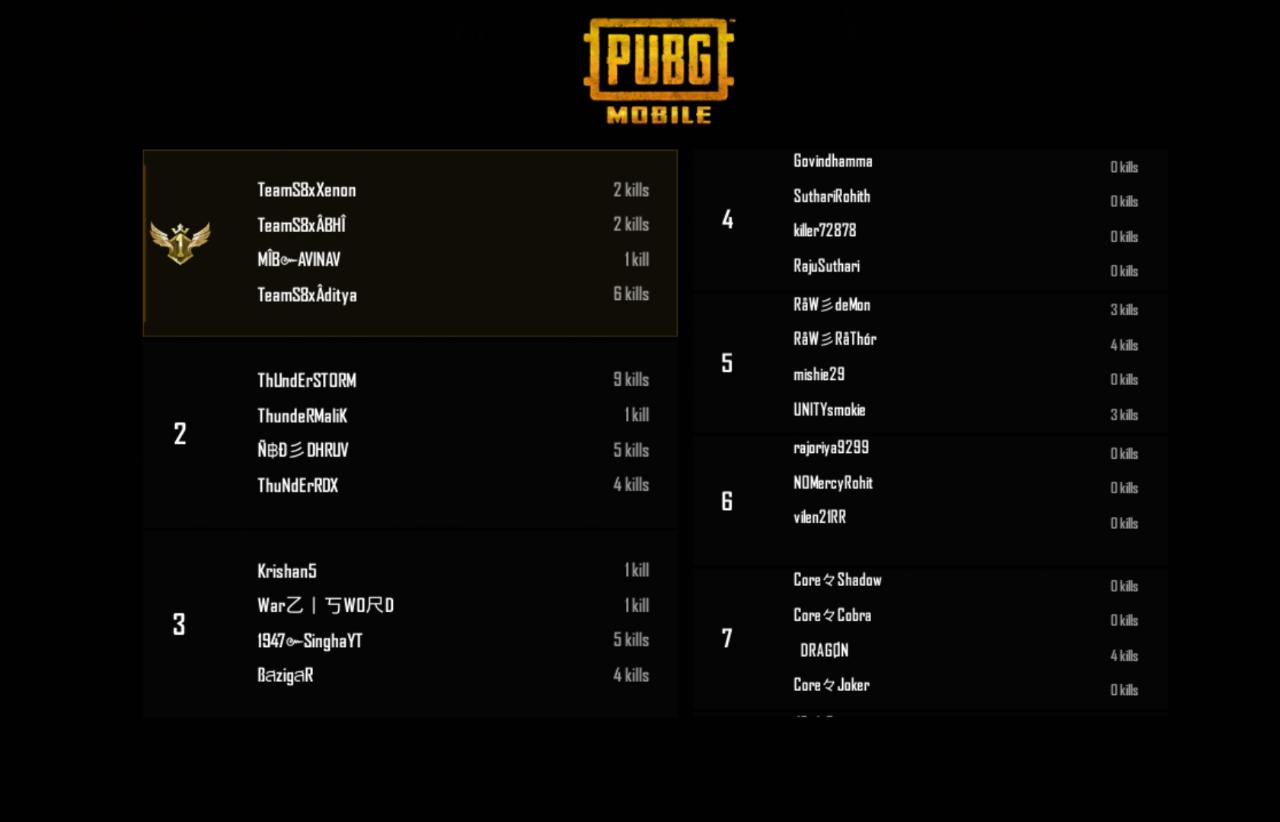 PUBG
MOBILE
TeamS8xXenon 2 kills
TeamS8xÂBHÎ 2 kills
MÎB๛AVINAV 1 kill
1
TeamS8xÂditya 6 kills
ThUndErSTORM 9 kills
ThundeRMaliK 1 kill
2
Ñ฿Ð彡DHRUV 5 kills
ThuNdErRDX 4 kills
Krishan5 1 kill
War乙丨丂WO尺D 1 kill
3
1947๛SinghaYT 5 kills
BᴀzigᴀR 4 kills
Govindhamma 0 kills
SuthariRohith 0 kills
4
killer72878 0 kills
RajuSuthari 0 kills
RåW彡deMon 3 kills
RåW彡RåThór 4 kills
5
mishie29 0 kills
UNITYsmokie 3 kills
rajoriya9299 0 kills
NOMercyRohit 0 kills
6
vilen21RR 0 kills
Core々Shadow 0 kills
Core々Cobra 0 kills
7
DRAGØN 4 kills
Core々Joker 0 kills